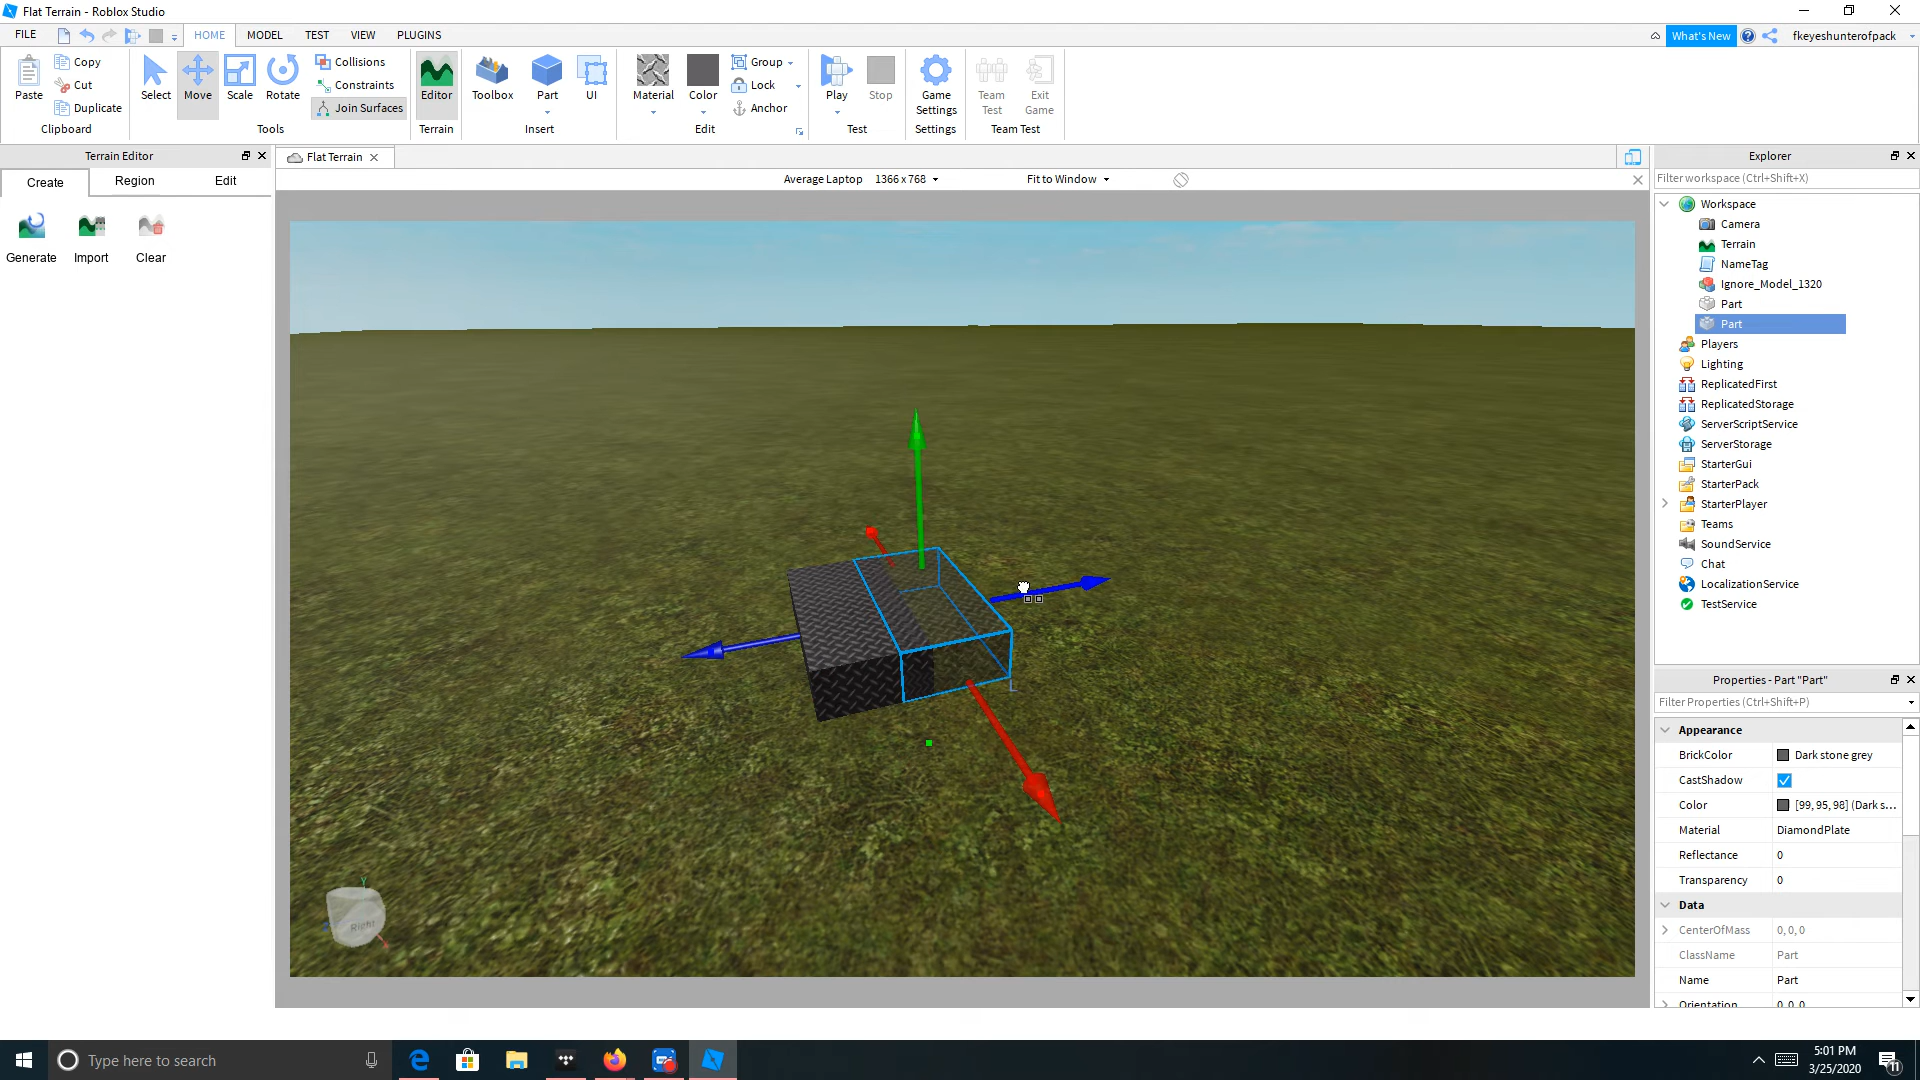 Flat Terrain - Roblox Studio
FILE HOME MODEL TEST VIEW PLUGINS What's New fkeyeshunterofpack
Paste Copy Cut Duplicate Clipboard
Select Move Scale Rotate Collisions Constraints Join Surfaces Tools
Editor Terrain
Toolbox Part UI Insert
Material Color Group Lock Anchor Edit
Play Stop Test
Game Settings Settings
Team Test Exit Game Team Test
Terrain Editor
Create Region Edit
Generate Import Clear
Flat Terrain
Average Laptop 1366 x 768 Fit to Window
Y
Right
Explorer
Filter workspace (Ctrl+Shift+X)
Workspace
Camera
Terrain
NameTag
Ignore_Model_1320
Part
Part
Players
Lighting
ReplicatedFirst
ReplicatedStorage
ServerScriptService
ServerStorage
StarterGui
StarterPack
StarterPlayer
Teams
SoundService
Chat
LocalizationService
TestService
Properties - Part "Part"
Filter Properties (Ctrl+Shift+P)
Appearance
BrickColor Dark stone grey
CastShadow
Color [99, 95, 98] (Dark s...
Material DiamondPlate
Reflectance 0
Transparency 0
Data
CenterOfMass 0, 0, 0
ClassName Part
Name Part
Orientation 0, 0, 0
Type here to search
5:01 PM
3/25/2020
11